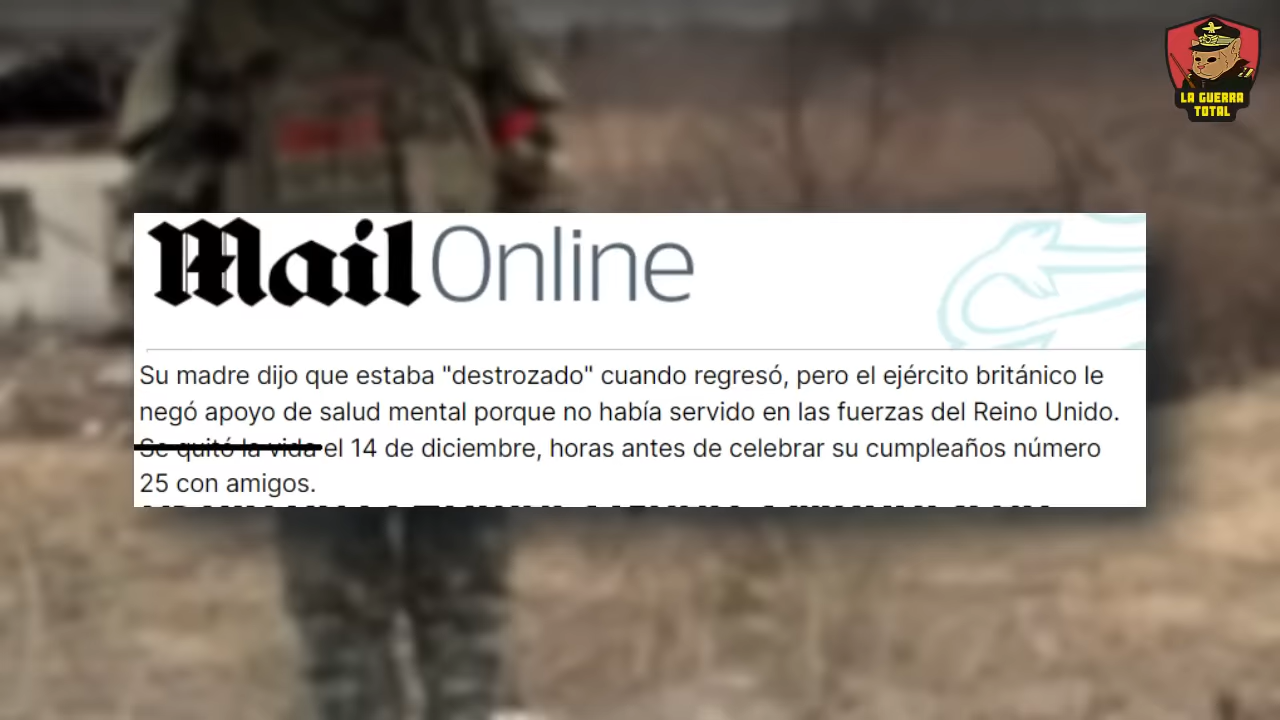 LA GUERRA
TOTAL
Mail Online
Su madre dijo que estaba "destrozado" cuando regresó, pero el ejército británico le
negó apoyo de salud mental porque no había servido en las fuerzas del Reino Unido.
Se quitó la vida el 14 de diciembre, horas antes de celebrar su cumpleaños número
25 con amigos.